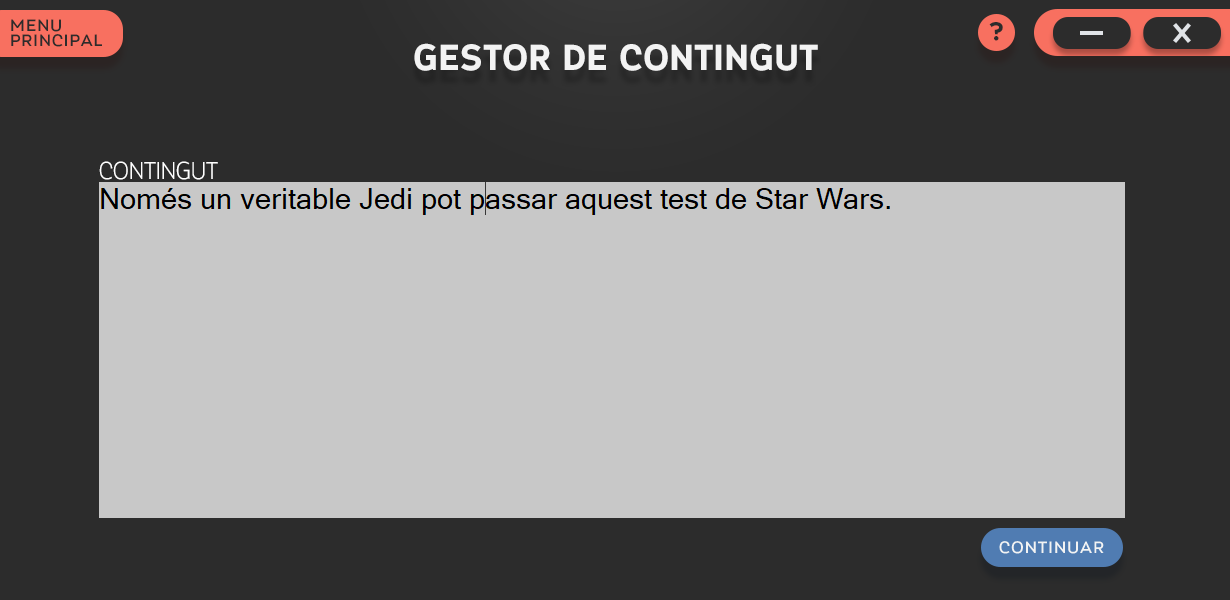 MENU
PRINCIPAL
?
X
GESTOR DE CONTINGUT
CONTINGUT
Només un veritable Jedi pot passar aquest test de Star Wars.
CONTINUAR